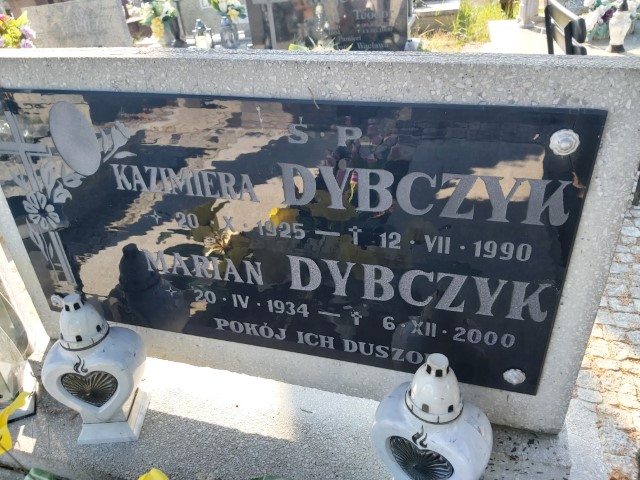 Ś P
KAZIMIERA DYBCZYK
20 · X · 1925 — † 12 · VII · 1990
MARIAN DYBCZYK
20 · IV · 1934 — † 6 · XII · 2000
POKÓJ ICH DUSZOM